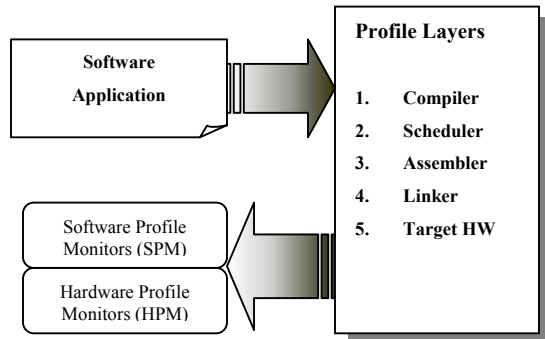 Software
Application
Profile Layers
1. Compiler
2. Scheduler
3. Assembler
4. Linker
5. Target HW
Software Profile
Monitors (SPM)
Hardware Profile
Monitors (HPM)